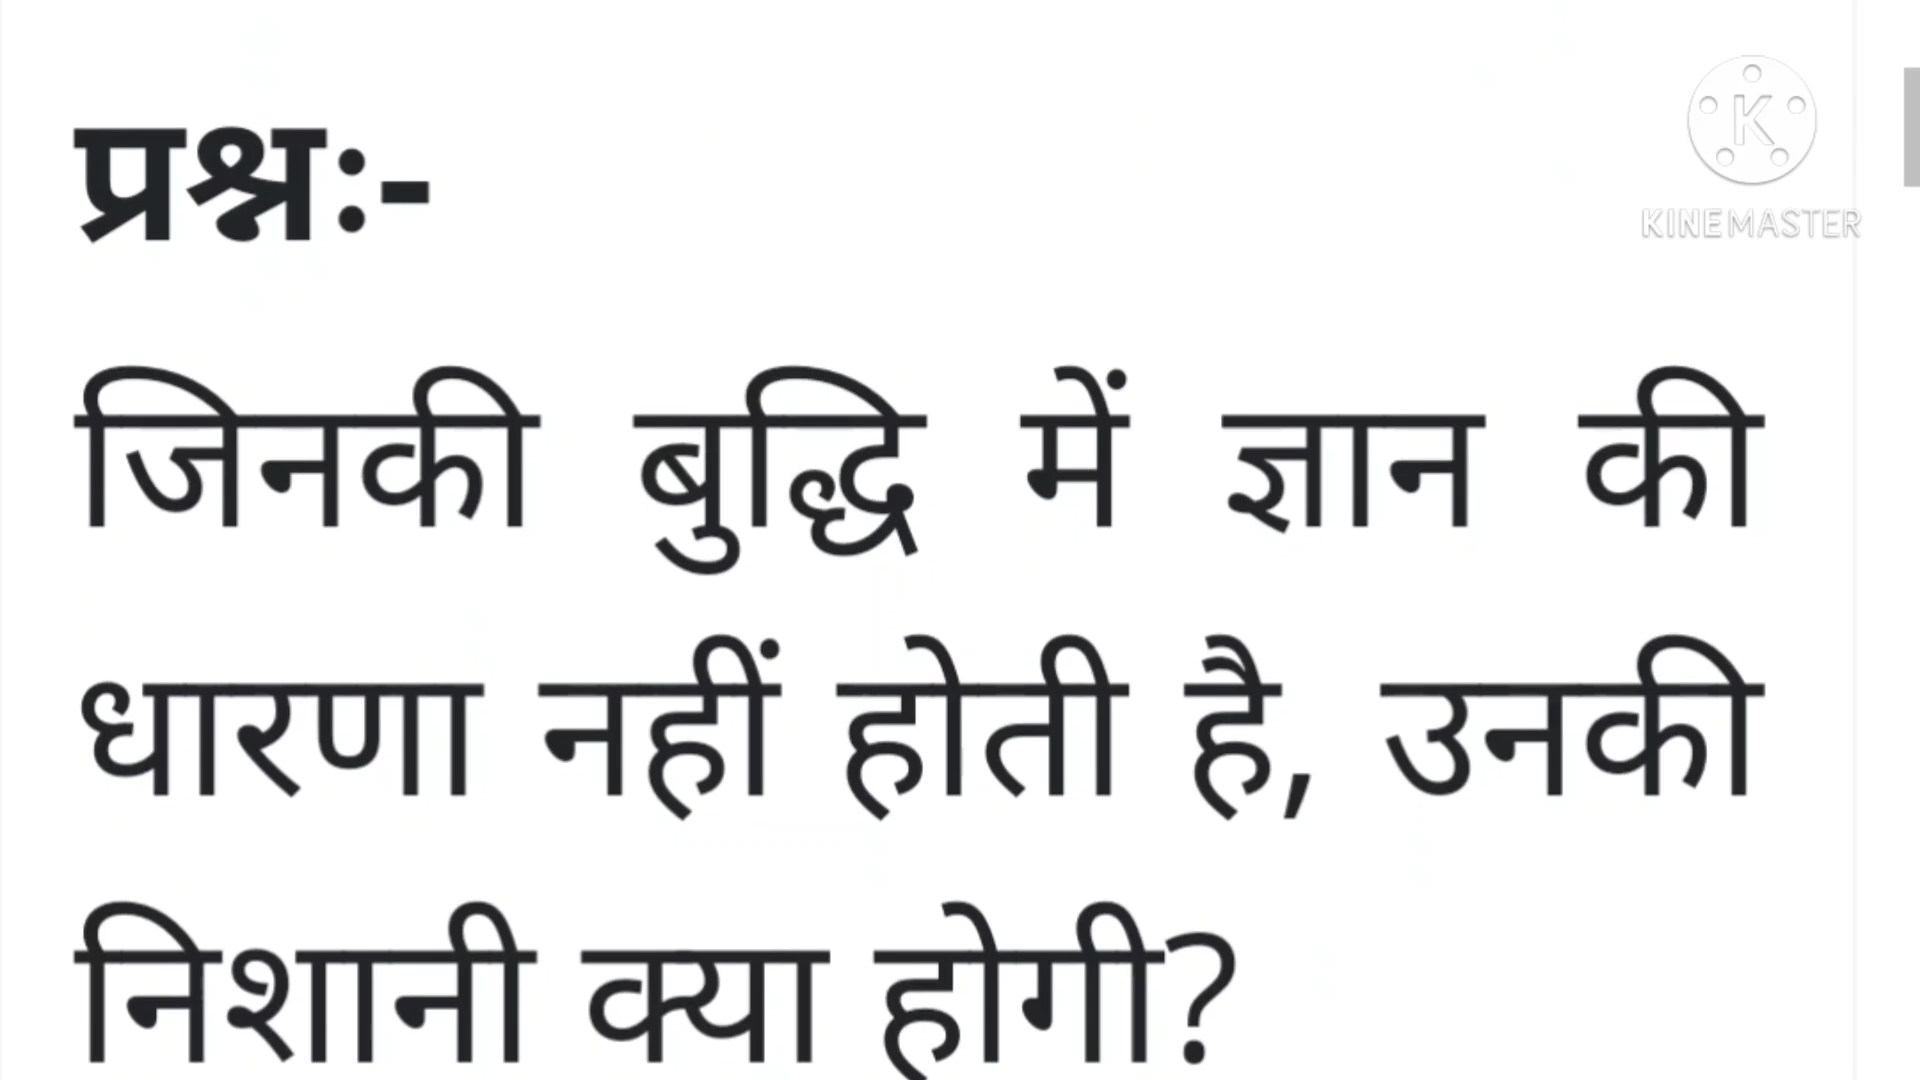 प्रश्नः-
K
KINEMASTER
जिनकी बुद्धि में ज्ञान की
धारणा नहीं होती है, उनकी
निशानी क्या होगी?